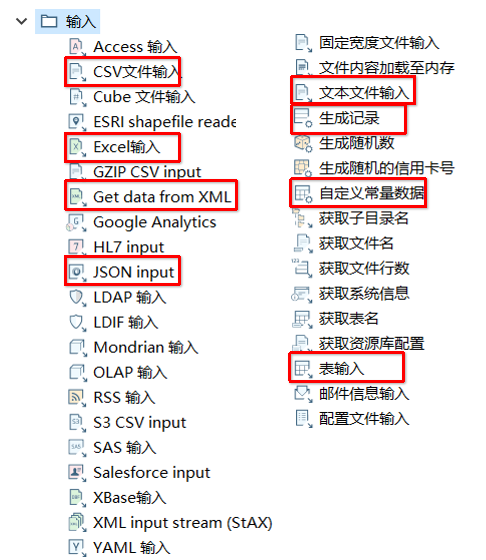 输入
Access 输入
CSV文件输入
Cube 文件输入
ESRI shapefile reade
Excel输入
GZIP CSV input
Get data from XML
Google Analytics
HL7 input
JSON input
LDAP 输入
LDIF 输入
Mondrian 输入
OLAP 输入
RSS 输入
S3 CSV input
SAS 输入
Salesforce input
XBase输入
XML input stream (StAX)
YAML 输入
固定宽度文件输入
文件内容加载至内存
文本文件输入
生成记录
生成随机数
生成随机的信用卡号
自定义常量数据
获取子目录名
获取文件名
获取文件行数
获取系统信息
获取表名
获取资源库配置
表输入
邮件信息输入
配置文件输入